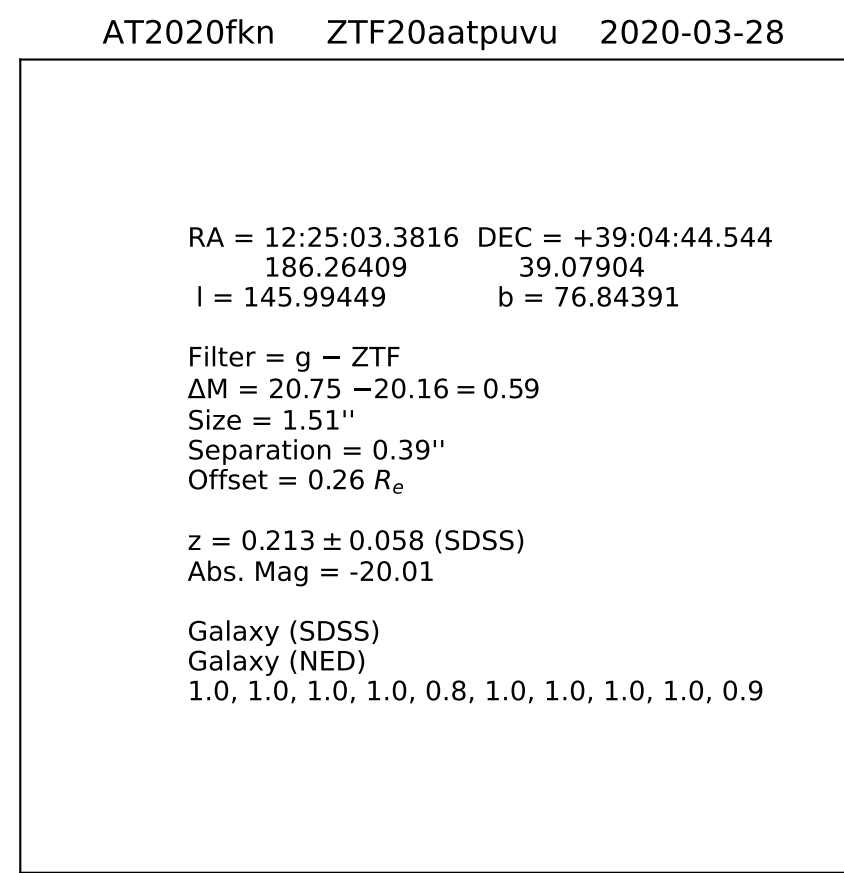 AT2020fkn ZTF20aatpuvu 2020-03-28
RA = 12:25:03.3816 DEC = +39:04:44.544
186.26409 39.07904
l = 145.99449 b = 76.84391
Filter = g − ZTF
ΔM = 20.75 −20.16 = 0.59
Size = 1.51''
Separation = 0.39''
Offset = 0.26 Rₑ
z = 0.213 ± 0.058 (SDSS)
Abs. Mag = -20.01
Galaxy (SDSS)
Galaxy (NED)
1.0, 1.0, 1.0, 1.0, 0.8, 1.0, 1.0, 1.0, 1.0, 0.9